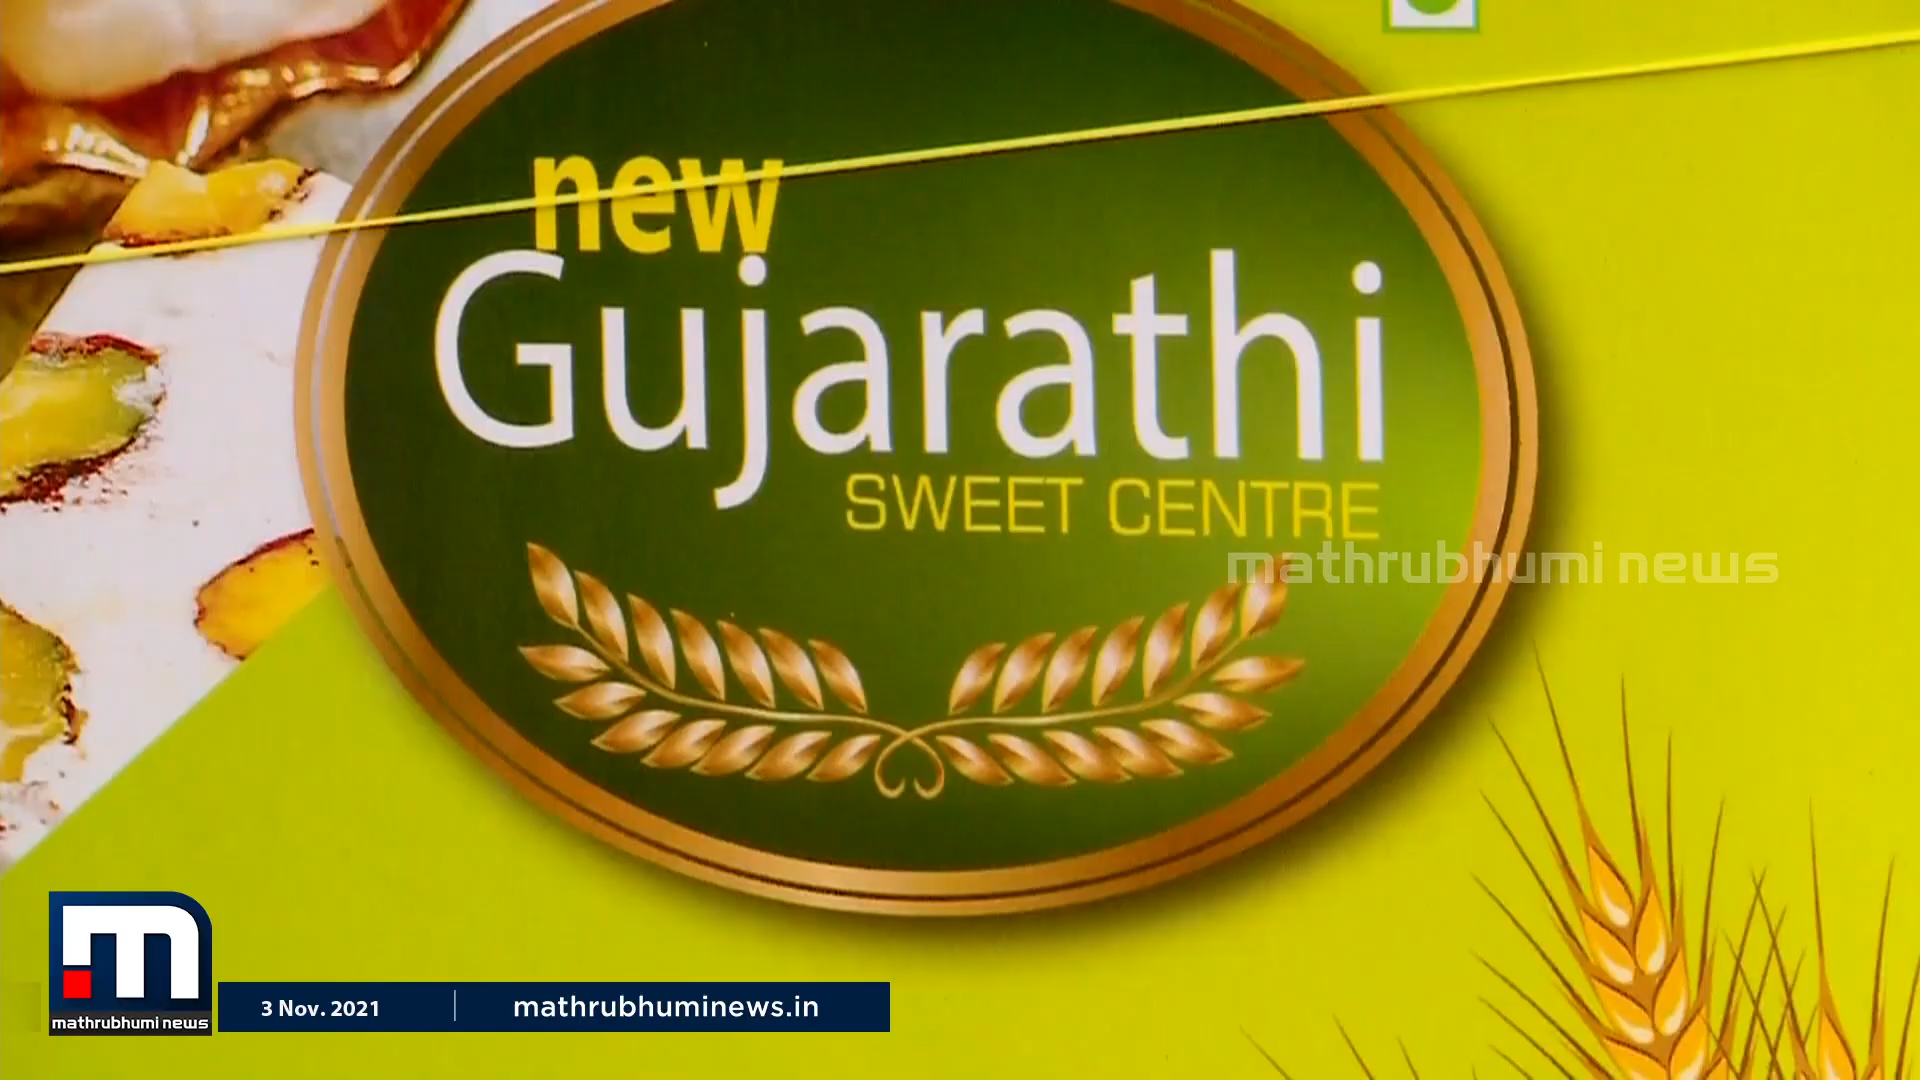 new
Gujarathi
SWEET CENTRE
mathrubhumi news
mathrubhumi news
3 Nov. 2021
mathrubhuminews.in